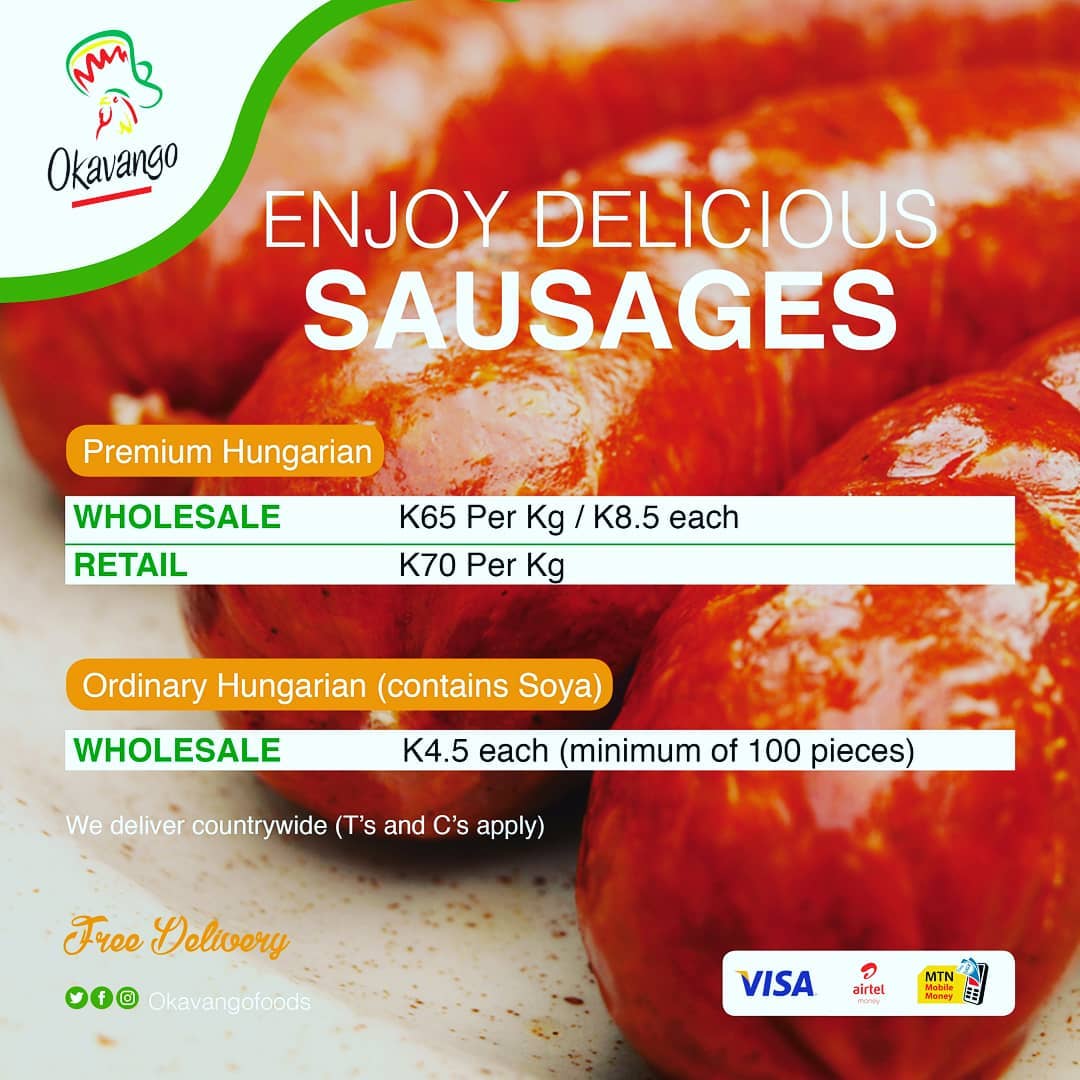 Okavango
ENJOY DELICIOUS
SAUSAGES
Premium Hungarian
WHOLESALE K65 Per Kg / K8.5 each
RETAIL K70 Per Kg
Ordinary Hungarian (contains Soya)
WHOLESALE K4.5 each (minimum of 100 pieces)
We deliver countrywide (T's and C's apply)
Free Delivery
Okavangofoods
VISA
airtel
money
MTN
Mobile
Money